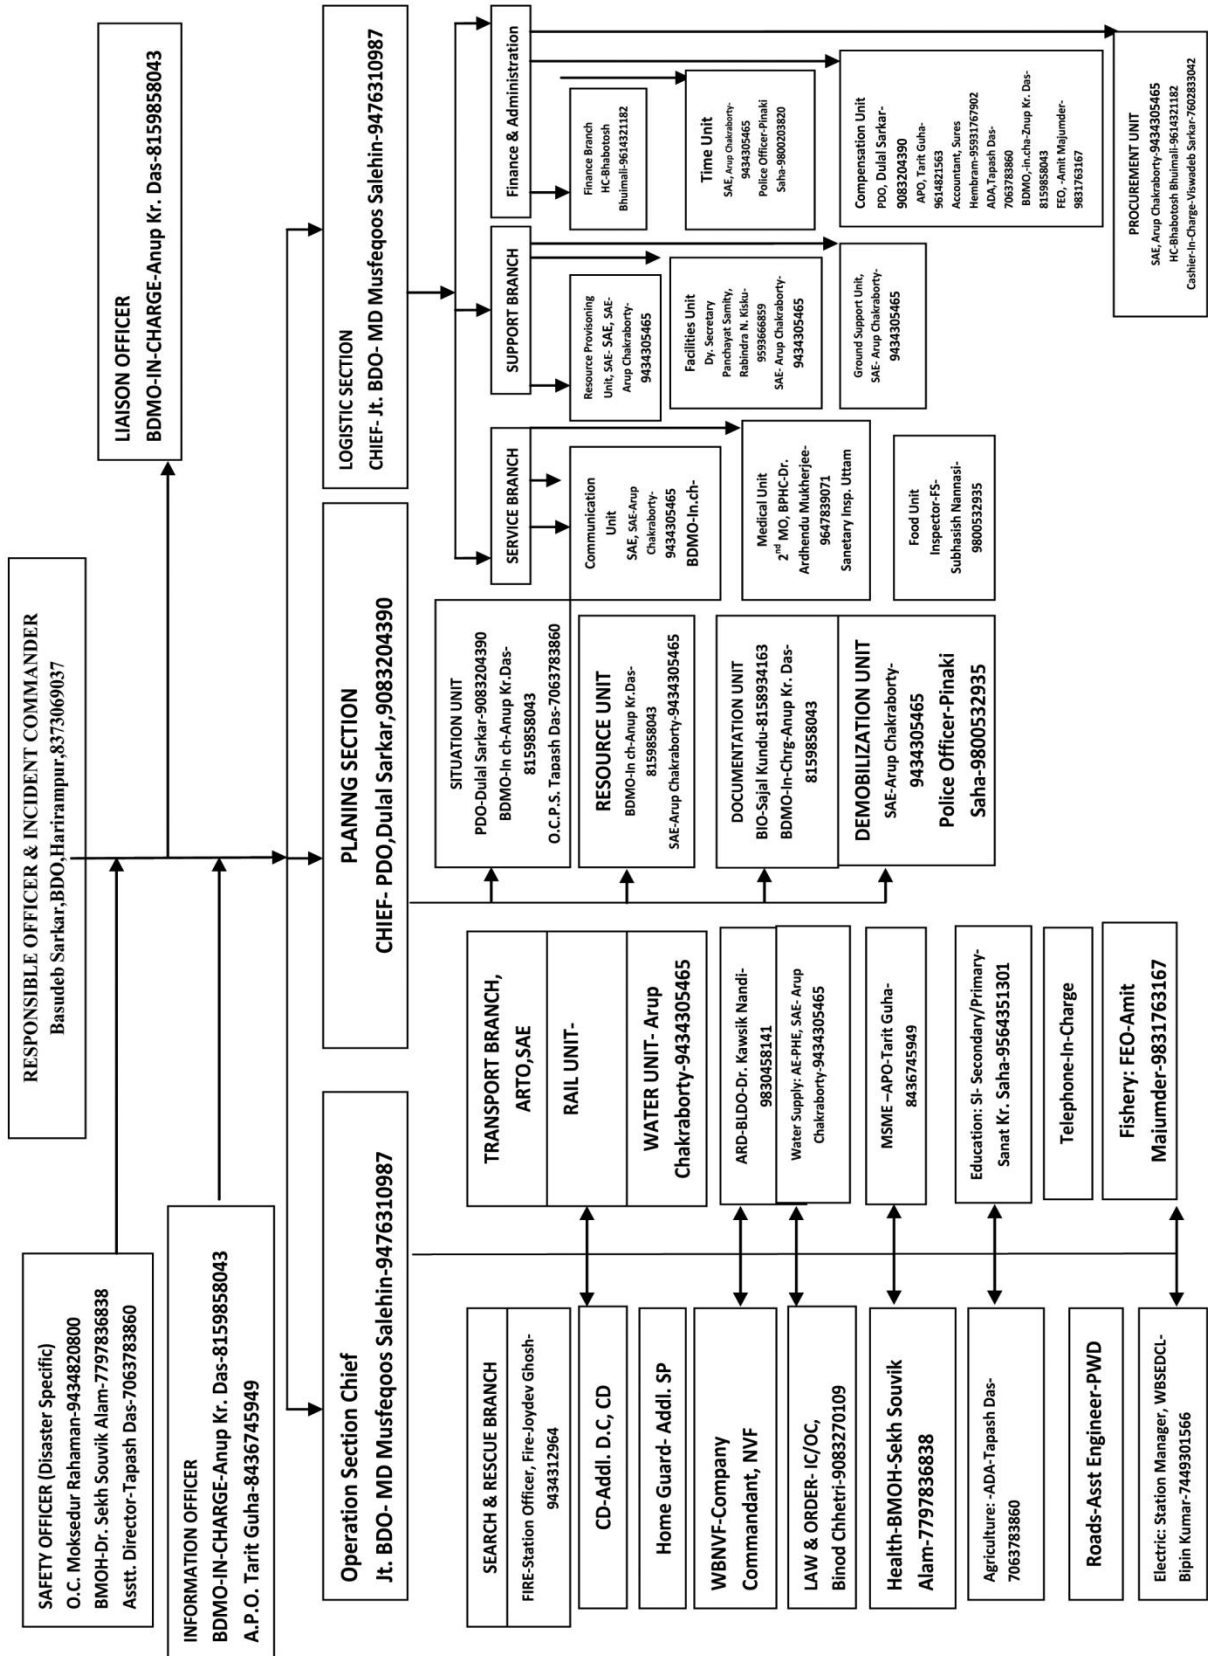 RESPONSIBLE OFFICER & INCIDENT COMMANDER
Basudeb Sarkar,BDO,Harirampur,8373069037
SAFETY OFFICER (Disaster Specific)
O.C. Moksedur Rahaman-9434820800
BMOH-Dr. Sekh Souvik Alam-7797836838
Asstt. Director-Tapash Das-7063783860
LIAISON OFFICER
BDMO-IN-CHARGE-Anup Kr. Das-8159858043
INFORMATION OFFICER
BDMO-IN-CHARGE-Anup Kr. Das-8159858043
A.P.O. Tarit Guha-8436745949
Operation Section Chief
Jt. BDO- MD Musfeqoos Salehin-9476310987
PLANING SECTION
CHIEF- PDO,Dulal Sarkar,9083204390
LOGISTIC SECTION
CHIEF- Jt. BDO- MD Musfeqoos Salehin-9476310987
SEARCH & RESCUE BRANCH
FIRE-Station Officer, Fire-Joydev Ghosh-
9434312964
CD-Addl. D.C, CD
Home Guard- Addl. SP
WBNVF-Company
Commandant, NVF
LAW & ORDER- IC/OC,
Binod Chhetri-9083270109
Health-BMOH-Sekh Souvik
Alam-7797836838
Agriculture: -ADA-Tapash Das-
7063783860
Roads-Asst Engineer-PWD
Electric: Station Manager, WBSEDCL-
Bipin Kumar-7449301566
TRANSPORT BRANCH,
ARTO,SAE
RAIL UNIT-
WATER UNIT- Arup
Chakraborty-9434305465
ARD-BLDO-Dr. Kawsik Nandi-
9830458141
Water Supply: AE-PHE, SAE- Arup
Chakraborty-9434305465
MSME –APO-Tarit Guha-
8436745949
Education: SI- Secondary/Primary-
Sanat Kr. Saha-9564351301
Telephone-In-Charge
Fishery: FEO-Amit
Majumder-9831763167
SITUATION UNIT
PDO-Dulal Sarkar-9083204390
BDMO-In ch-Anup Kr.Das-
8159858043
O.C.P.S. Tapash Das-7063783860
RESOURCE UNIT
BDMO-In ch-Anup Kr.Das-
8159858043
SAE-Arup Chakraborty-9434305465
DOCUMENTATION UNIT
BIO-Sajal Kundu-8158934163
BDMO-In-Chrg-Anup Kr. Das-
8159858043
DEMOBILIZATION UNIT
SAE-Arup Chakraborty-
9434305465
Police Officer-Pinaki
Saha-9800532935
SERVICE BRANCH
SUPPORT BRANCH
Finance & Administration
Communication
Unit
SAE, SAE-Arup
Chakraborty-
9434305465
BDMO-In.ch-
Medical Unit
2nd MO, BPHC-Dr.
Ardhendu Mukherjee-
9647839071
Sanetary Insp. Uttam
Food Unit
Inspector-FS-
Subhasish Nannasi-
9800532935
Resource Provisoning
Unit, SAE- SAE, SAE-
Arup Chakraborty-
9434305465
Facilities Unit
Dy. Secretary
Panchayat Samity,
Rabindra N. Kisku-
9593666859
SAE- Arup Chakraborty-
9434305465
Ground Support Unit,
SAE- Arup Chakraborty-
9434305465
Finance Branch
HC-Bhabotosh
Bhuimali-9614321182
Time Unit
SAE, Arup Chakraborty-
9434305465
Police Officer-Pinaki
Saha-9800203820
Compensation Unit
PDO, Dulal Sarkar-
9083204390
APO, Tarit Guha-
9614821563
Accountant, Sures
Hembram-95931767902
ADA,Tapash Das-
7063783860
BDMO,-in.cha-Znup Kr. Das-
8159858043
FEO, -Amit Majumder-
9831763167
PROCUREMENT UNIT
SAE, Arup Chakraborty-9434305465
HC-Bhabotosh Bhuimali-9614321182
Cashier-In-Charge-Viswadeb Sarkar-7602833042